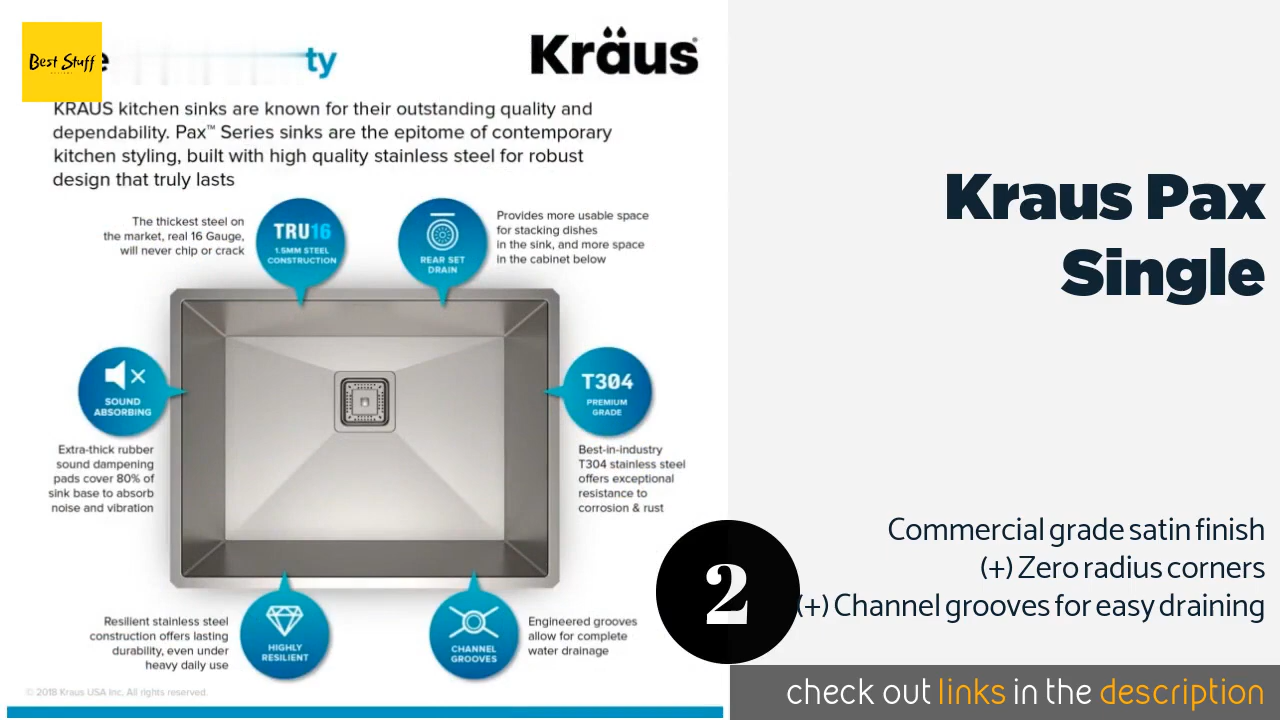 Best Stuff
e ty
Kräus
KRAUS kitchen sinks are known for their outstanding quality and
dependability. Pax™ Series sinks are the epitome of contemporary
kitchen styling, built with high quality stainless steel for robust
design that truly lasts
The thickest steel on
the market, real 16 Gauge,
will never chip or crack
TRU16
1.5MM STEEL
CONSTRUCTION
REAR SET
DRAIN
Provides more usable space
for stacking dishes
in the sink, and more space
in the cabinet below
SOUND
ABSORBING
Extra-thick rubber
sound dampening
pads cover 80% of
sink base to absorb
noise and vibration
T304
PREMIUM
GRADE
Best-in-industry
T304 stainless steel
offers exceptional
resistance to
corrosion & rust
Resilient stainless steel
construction offers lasting
durability, even under
heavy daily use
HIGHLY
RESILIENT
CHANNEL
GROOVES
Engineered grooves
allow for complete
water drainage
© 2018 Kraus USA Inc. All rights reserved.
Kraus Pax
Single
2
Commercial grade satin finish
(+) Zero radius corners
(+) Channel grooves for easy draining
check out links in the description